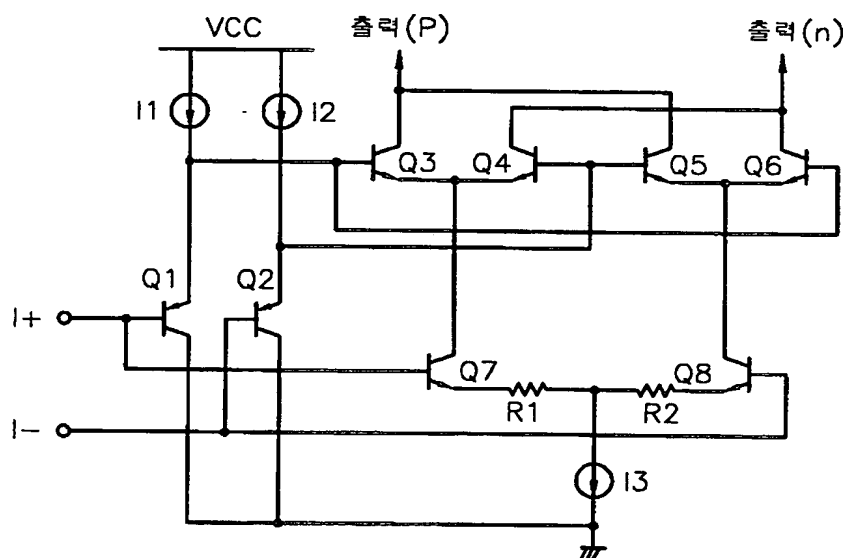 VCC
출력(P)
출력(n)
I1
I2
Q3
Q4
Q5
Q6
Q1
Q2
I+
Q7
R1
R2
Q8
I-
I3